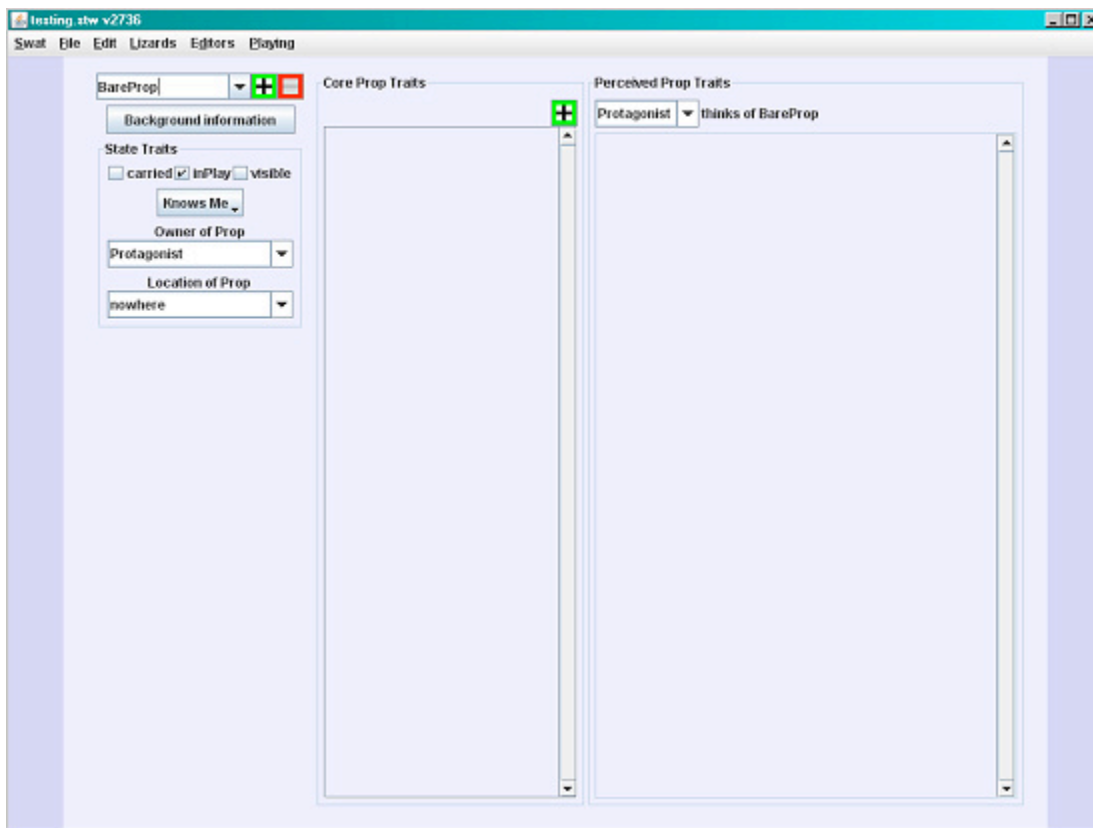 testing.stw v2736
Swat File Edit Lizards Editors Playing
BareProp
Background information
State Traits
carried inPlay visible
Knows Me
Owner of Prop
Protagonist
Location of Prop
nowhere
Core Prop Traits
Perceived Prop Traits
Protagonist thinks of BareProp